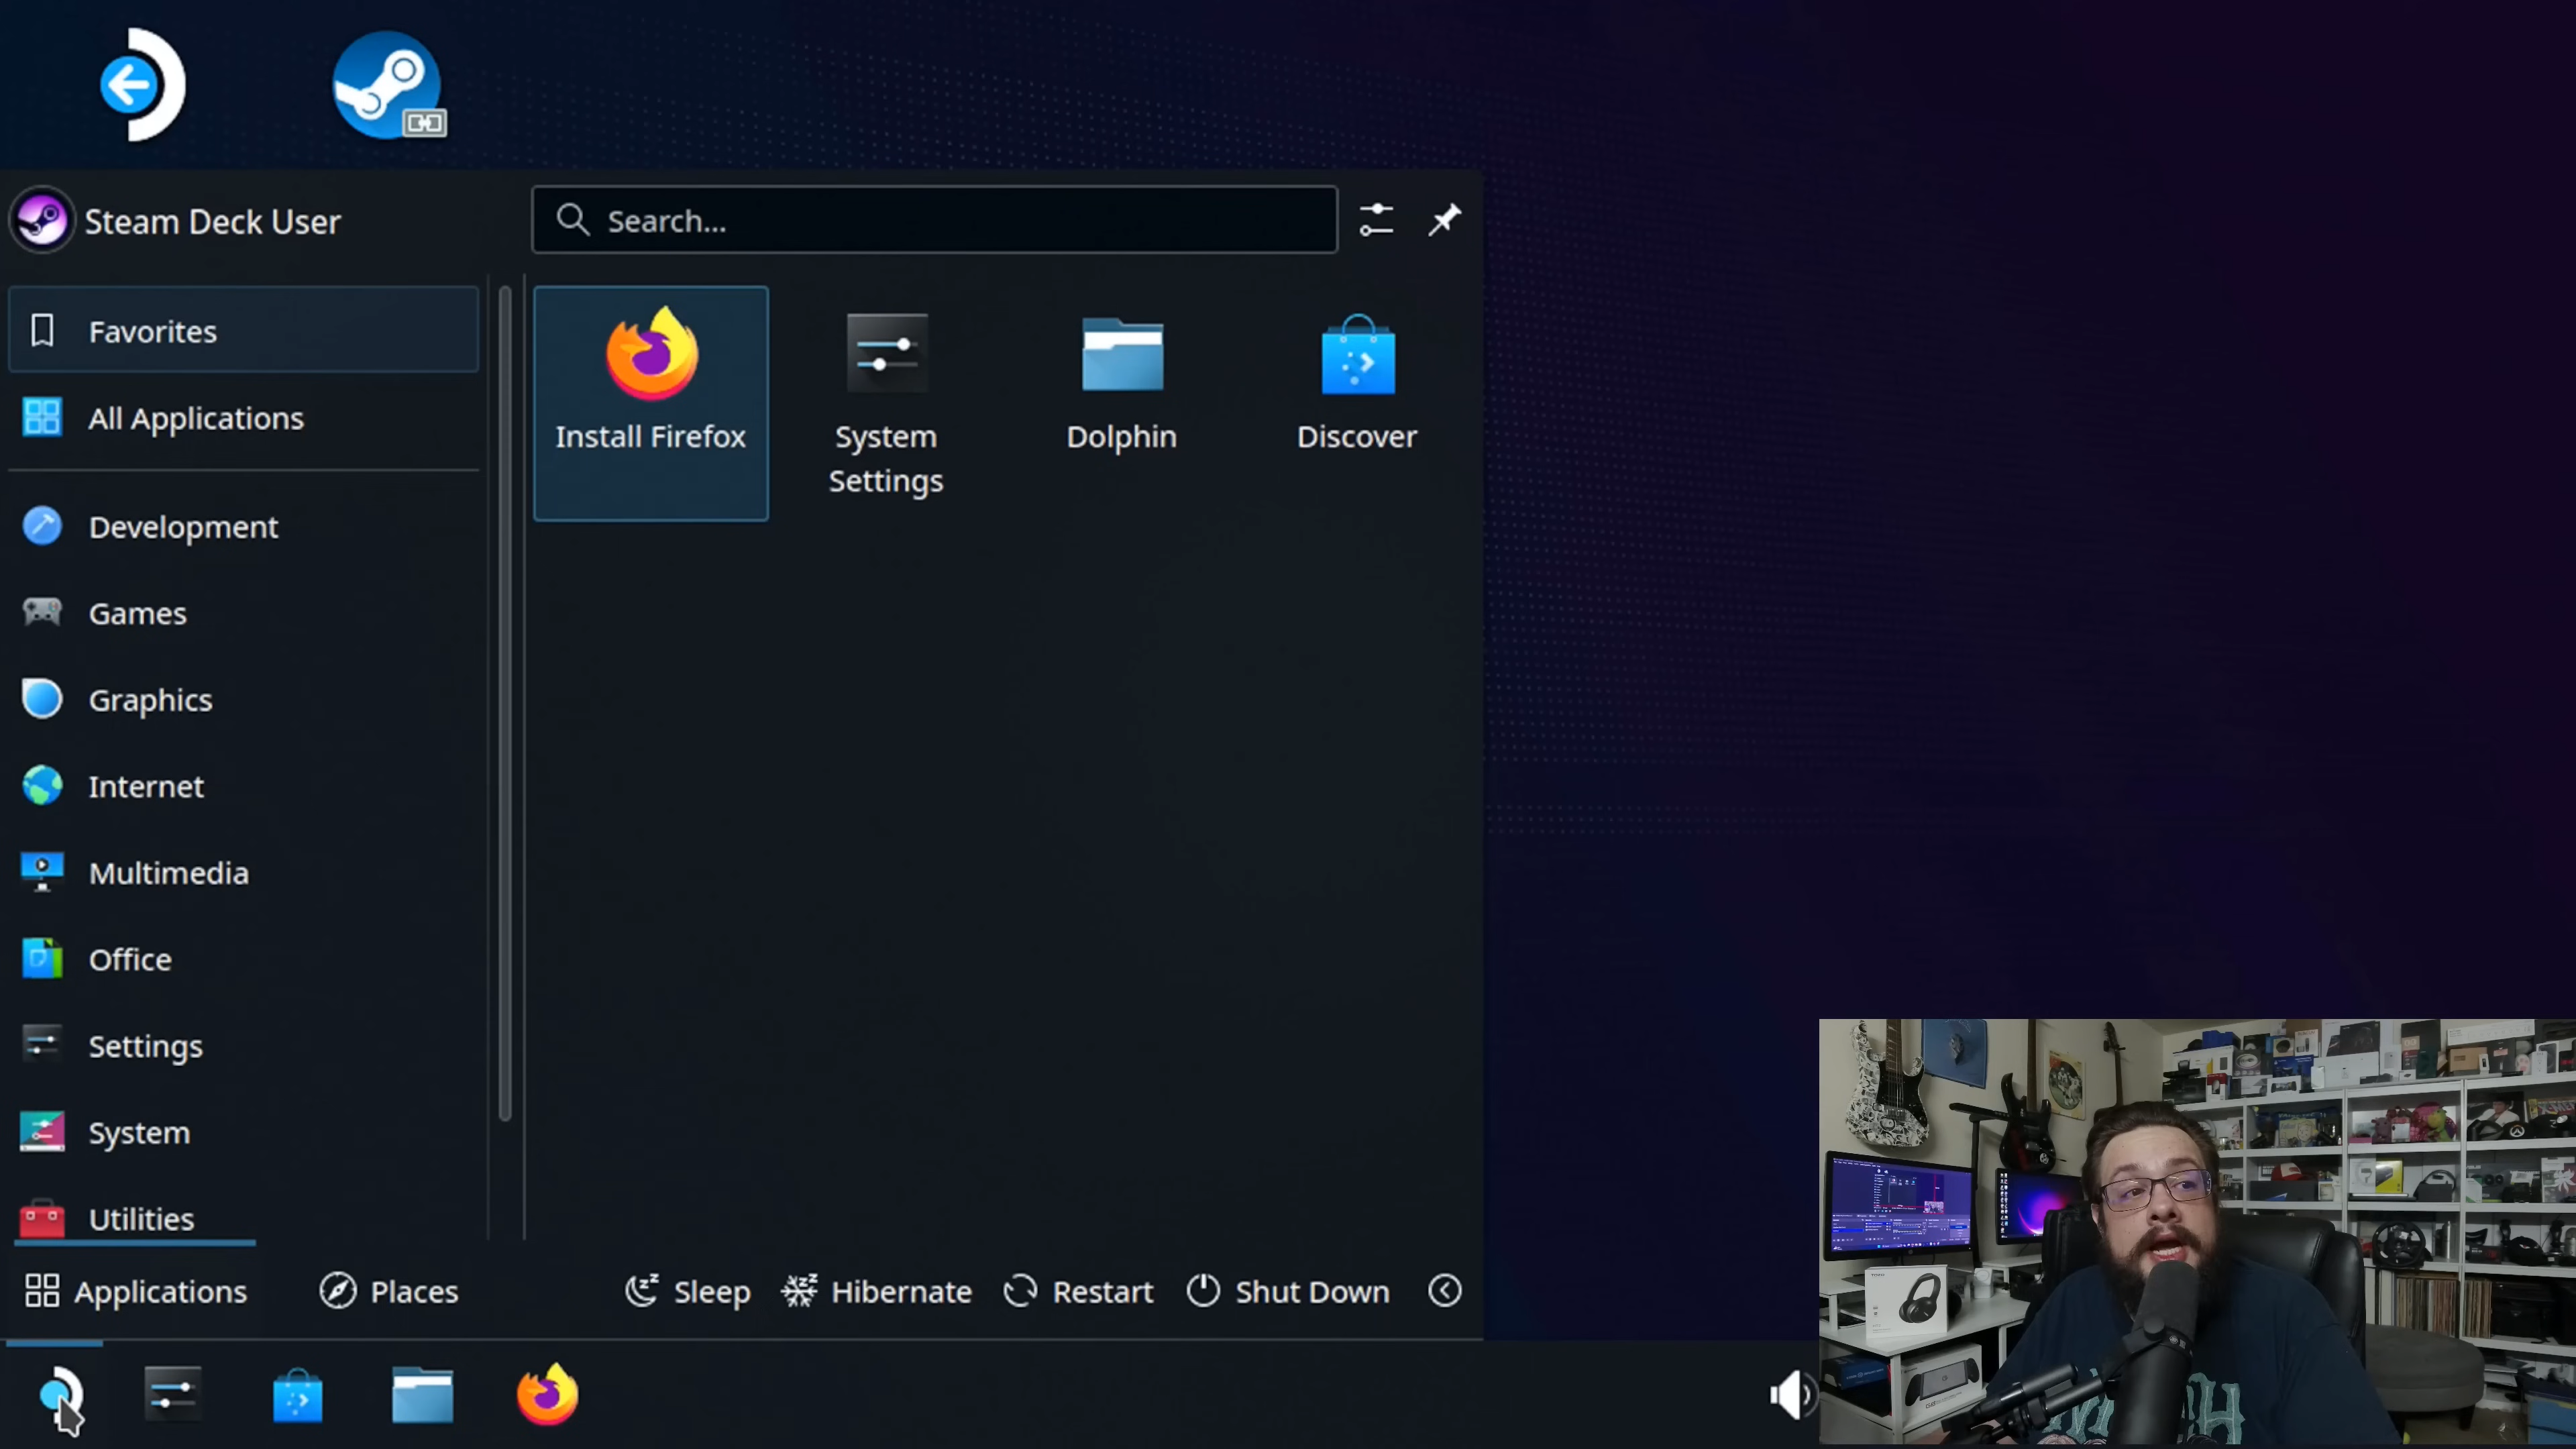 Steam Deck User
Search...
Favorites
All Applications
Development
Games
Graphics
Internet
Multimedia
Office
Settings
System
Utilities
Install Firefox
System
Settings
Dolphin
Discover
Applications
Places
Sleep
Hibernate
Restart
Shut Down